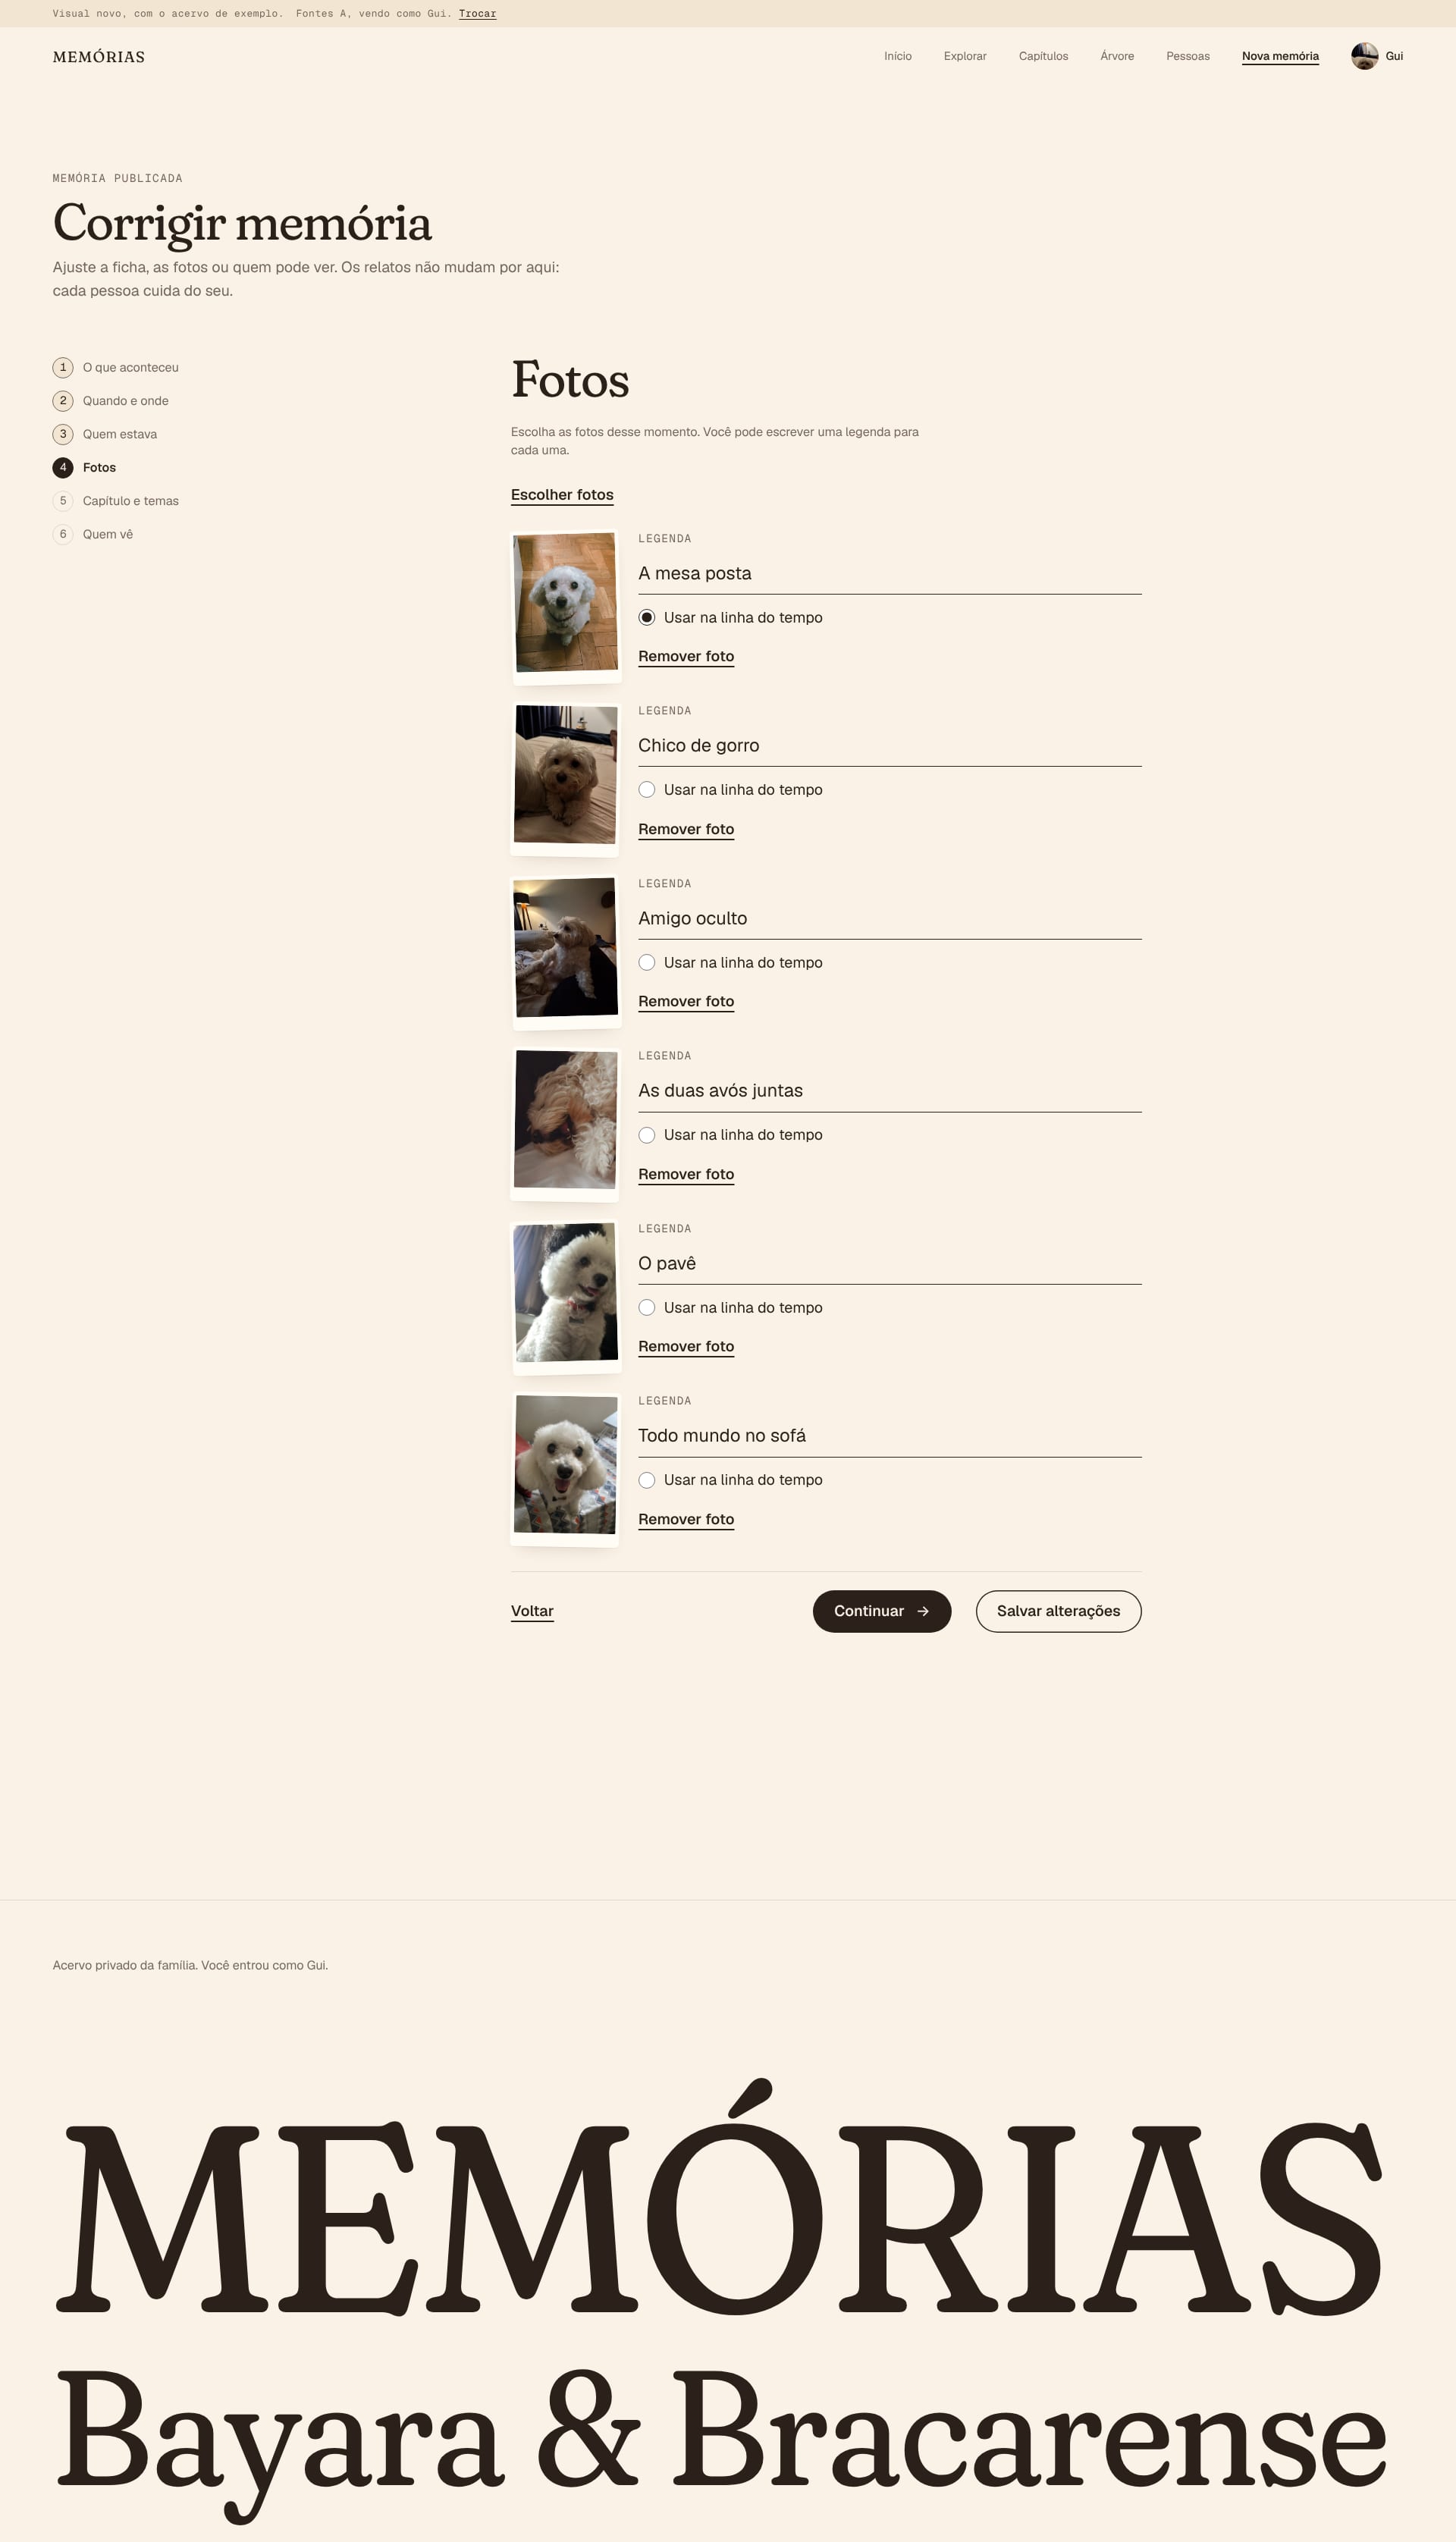 Visual novo, com o acervo de exemplo. Fontes A, vendo como Gui. Trocar
MEMÓRIAS
Início Explorar Capítulos Árvore Pessoas Nova memória Gui
MEMÓRIA PUBLICADA
Corrigir memória
Ajuste a ficha, as fotos ou quem pode ver. Os relatos não mudam por aqui:
cada pessoa cuida do seu.
1 O que aconteceu
2 Quando e onde
3 Quem estava
4 Fotos
5 Capítulo e temas
6 Quem vê
Fotos
Escolha as fotos desse momento. Você pode escrever uma legenda para
cada uma.
Escolher fotos
LEGENDA
A mesa posta
Usar na linha do tempo
Remover foto
LEGENDA
Chico de gorro
Usar na linha do tempo
Remover foto
LEGENDA
Amigo oculto
Usar na linha do tempo
Remover foto
LEGENDA
As duas avós juntas
Usar na linha do tempo
Remover foto
LEGENDA
O pavê
Usar na linha do tempo
Remover foto
LEGENDA
Todo mundo no sofá
Usar na linha do tempo
Remover foto
Voltar
Continuar →
Salvar alterações
Acervo privado da família. Você entrou como Gui.
MEMÓRIAS
Bayara & Bracarense